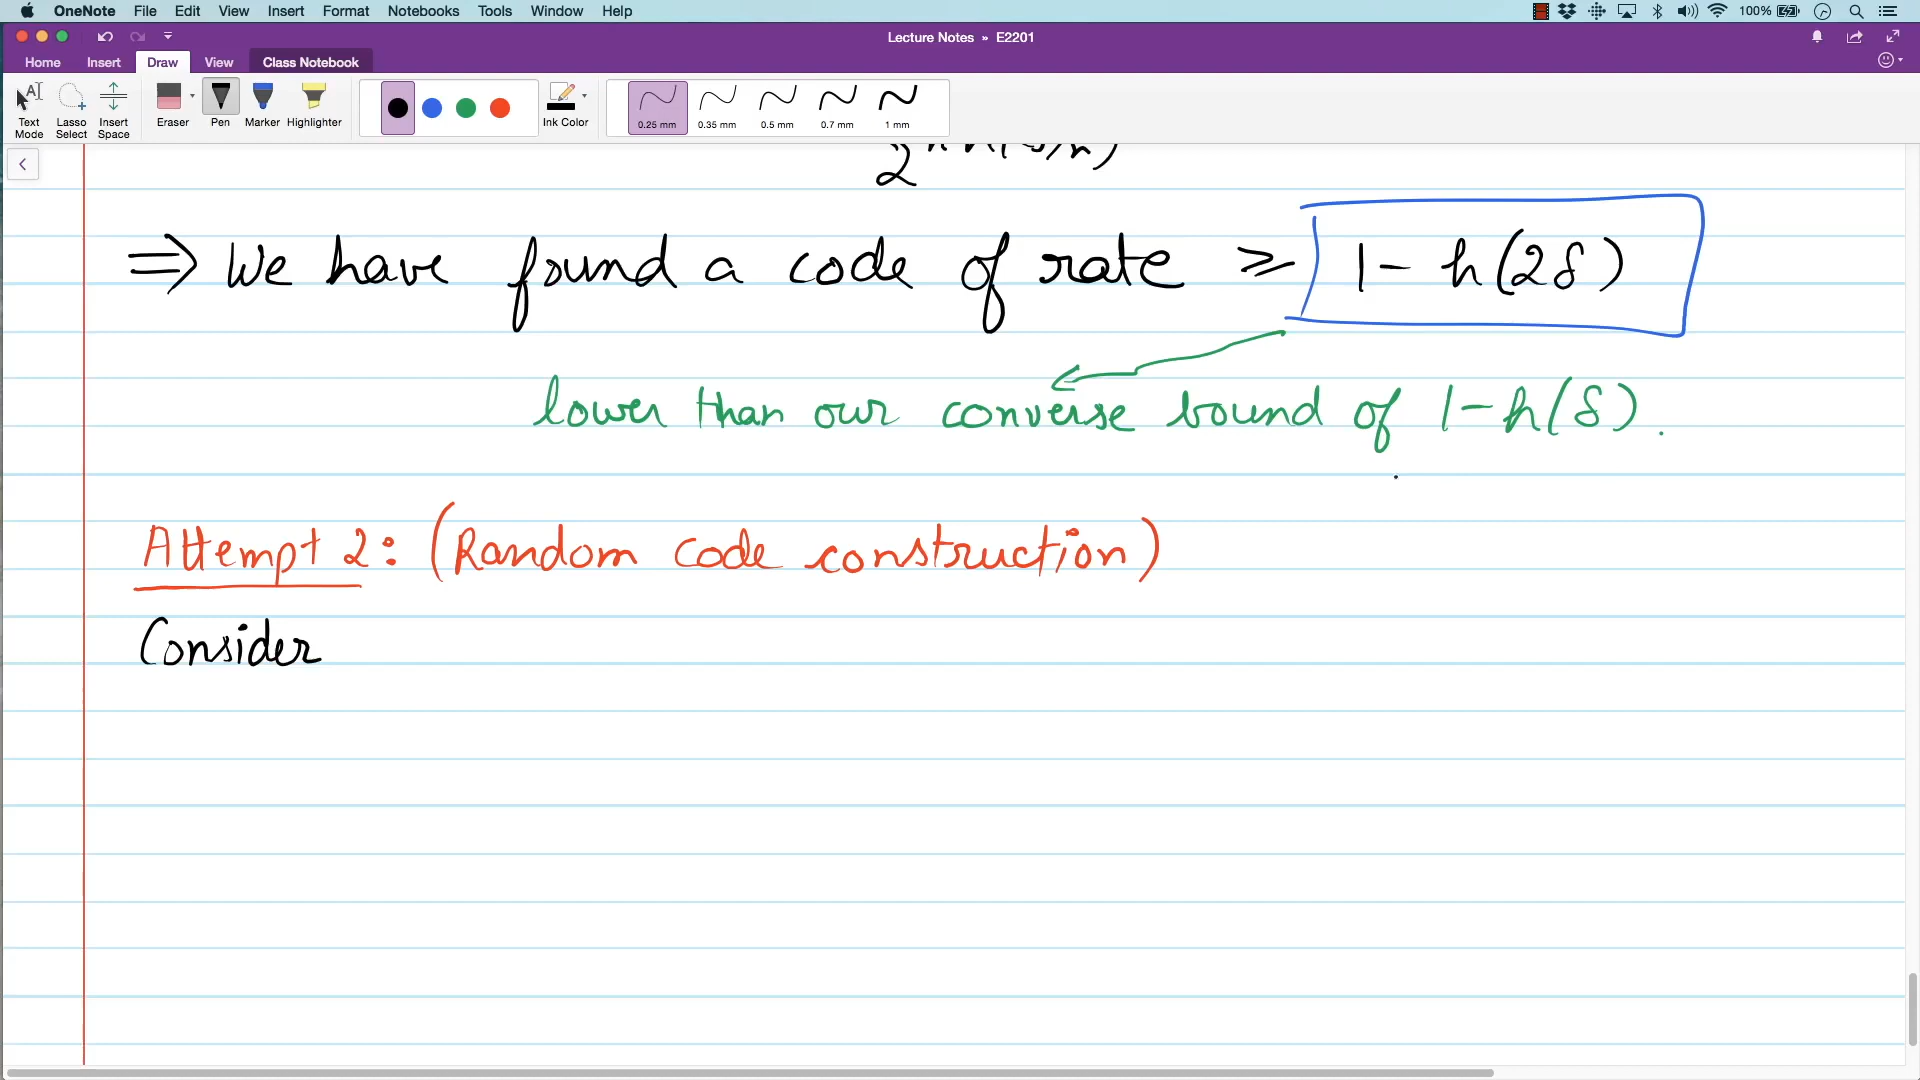 OneNote File Edit View Insert Format Notebooks Tools Window Help 100%
Lecture Notes » E2201
Home Insert Draw View Class Notebook
Text Mode Lasso Select Insert Space Eraser Pen Marker Highlighter Ink Color 0.25 mm 0.35 mm 0.5 mm 0.7 mm 1 mm
⇒ We have found a code of rate ≥ 1 - h(2δ)
lower than our converse bound of 1 - h(δ).
Attempt 2: (Random code construction)
Consider